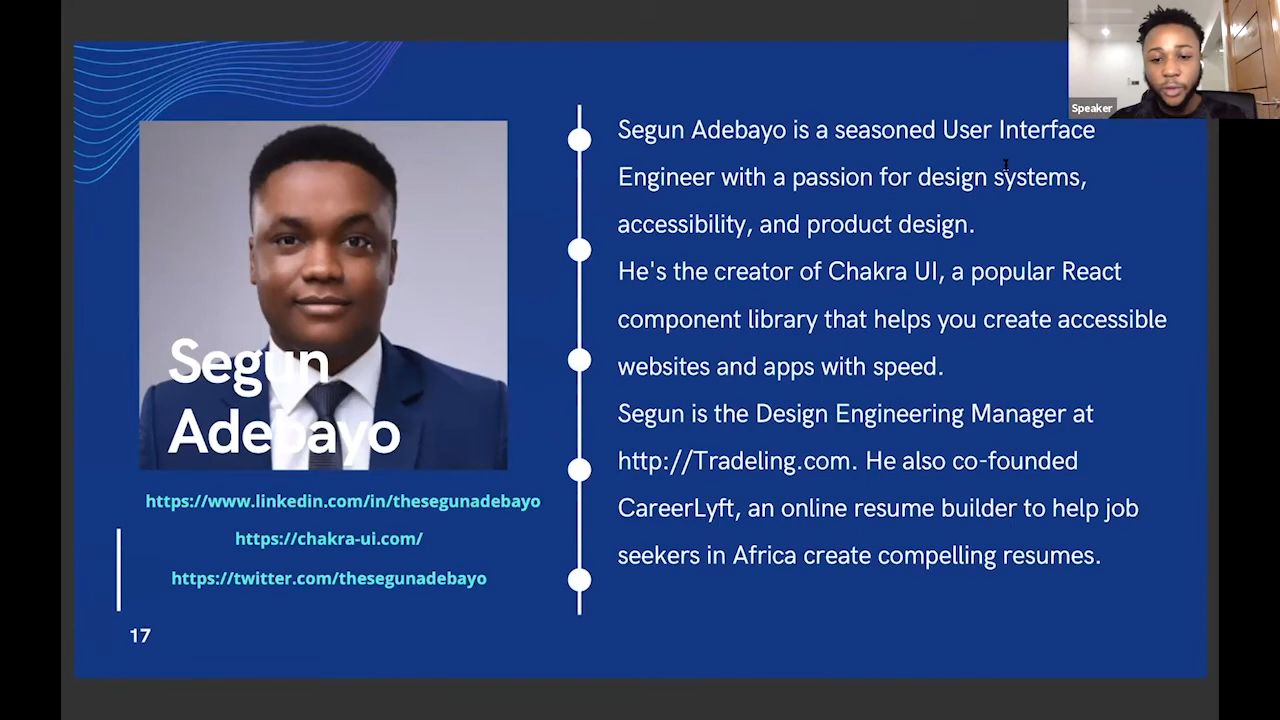 Speaker
Segun Adebayo is a seasoned User Interface
Engineer with a passion for design systems,
accessibility, and product design.
He's the creator of Chakra UI, a popular React
component library that helps you create accessible
websites and apps with speed.
Segun is the Design Engineering Manager at
http://Tradeling.com. He also co-founded
CareerLyft, an online resume builder to help job
seekers in Africa create compelling resumes.
Segun
Adebayo
https://www.linkedin.com/in/thesegunadebayo
https://chakra-ui.com/
https://twitter.com/thesegunadebayo
17